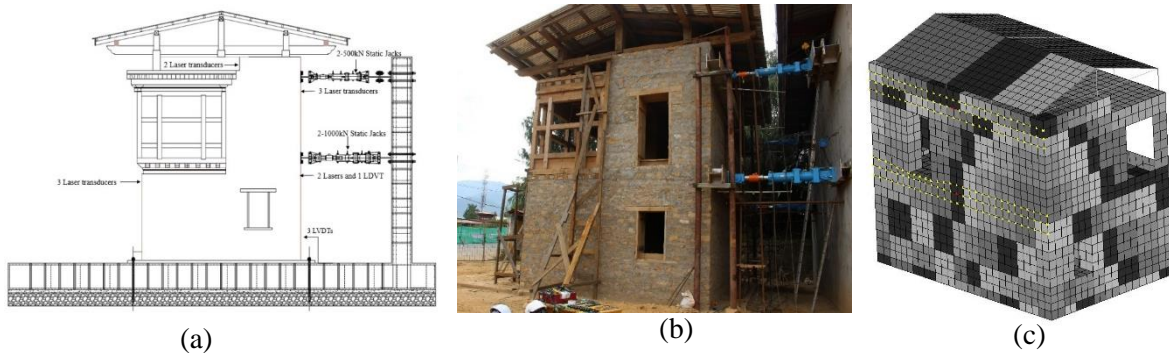 2-500kN Static Jacks
2 Laser transducers
3 Laser transducers
2-1000kN Static Jacks
3 Laser transducers
2 Lasers and 1 LDVT
3 LVDTs
(a)
(b)
(c)